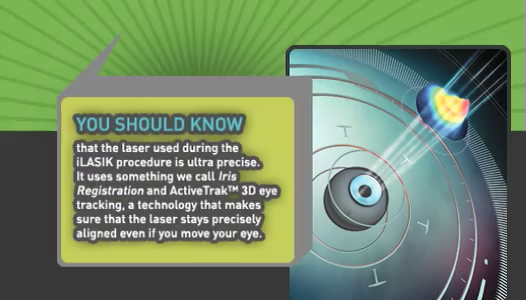 YOU SHOULD KNOW
that the laser used during the
iLASIK procedure is ultra precise.
It uses something we call Iris
Registration and ActiveTrak™ 3D eye
tracking, a technology that makes
sure that the laser stays precisely
aligned even if you move your eye.